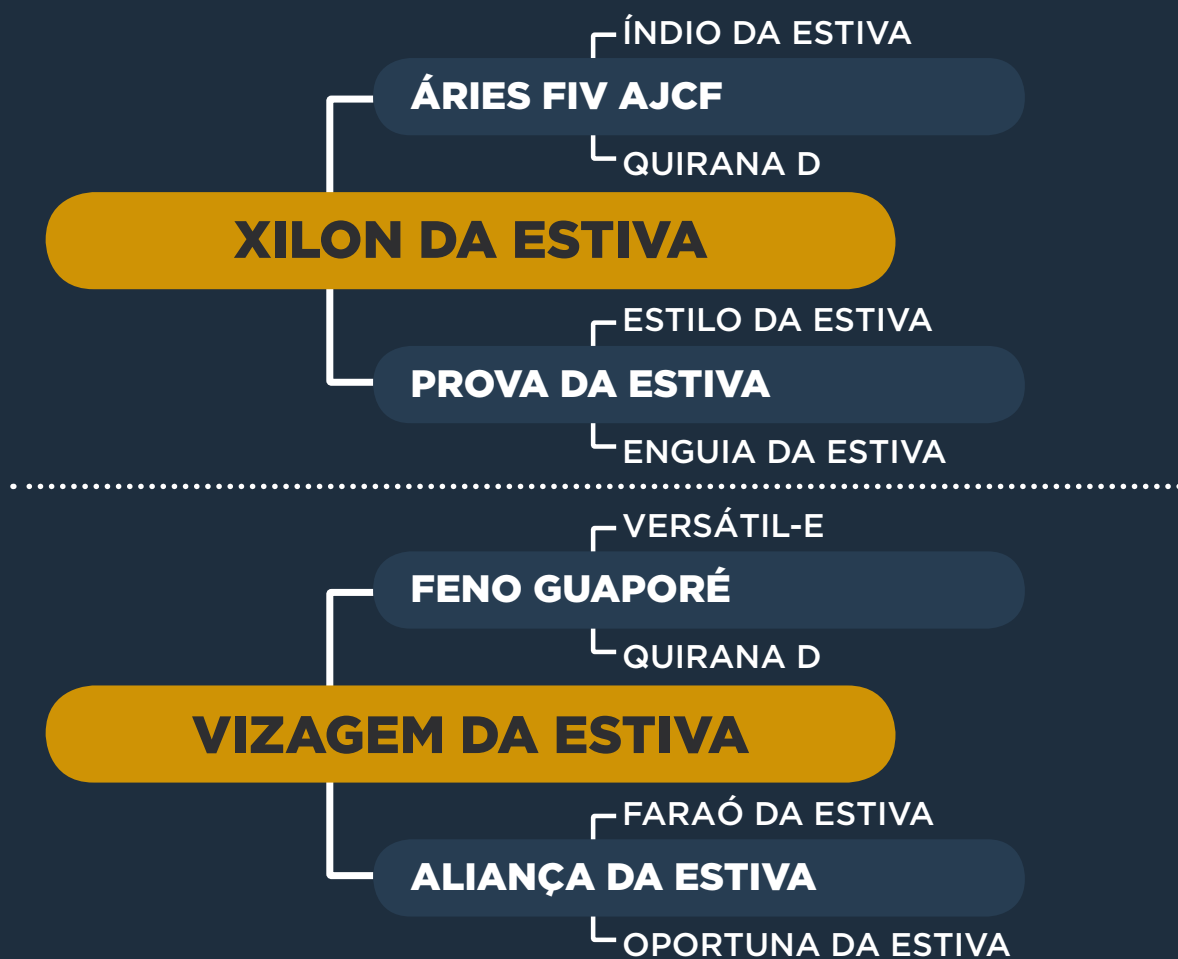 ÍNDIO DA ESTIVA
ÁRIES FIV AJCF
QUIRANA D
XILON DA ESTIVA
ESTILO DA ESTIVA
PROVA DA ESTIVA
ENGUIA DA ESTIVA
VERSÁTIL-E
FENO GUAPORÉ
QUIRANA D
VIZAGEM DA ESTIVA
FARAÓ DA ESTIVA
ALIANÇA DA ESTIVA
OPORTUNA DA ESTIVA